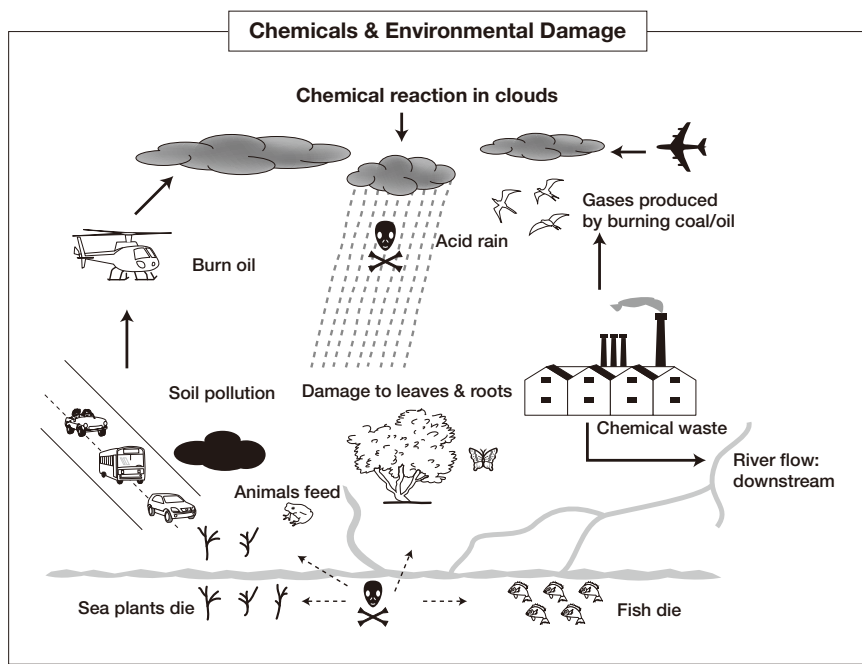 Chemicals & Environmental Damage
Chemical reaction in clouds
Gases produced
by burning coal/oil
Acid rain
Burn oil
Soil pollution
Damage to leaves & roots
Chemical waste
River flow:
downstream
Animals feed
Sea plants die
Fish die